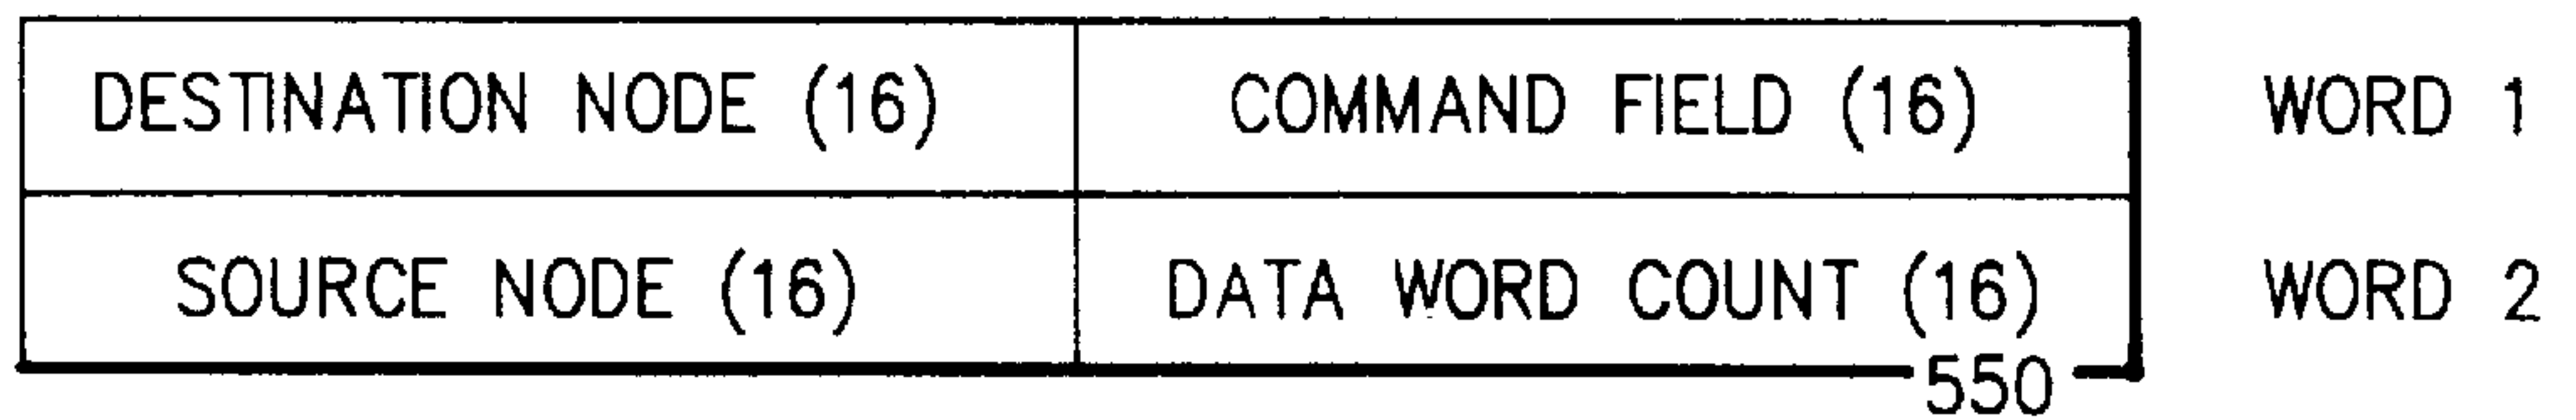 DESTINATION NODE (16) COMMAND FIELD (16) WORD 1
SOURCE NODE (16) DATA WORD COUNT (16) WORD 2
550